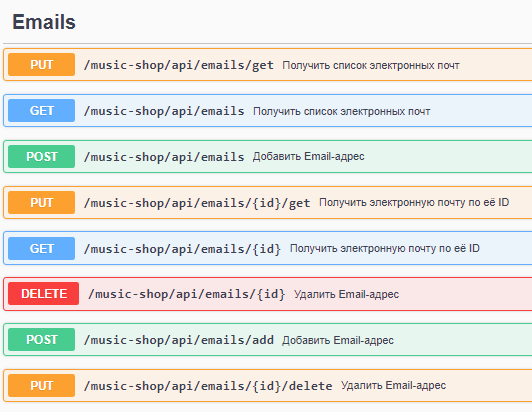 Emails
PUT /music-shop/api/emails/get Получить список электронных почт
GET /music-shop/api/emails Получить список электронных почт
POST /music-shop/api/emails Добавить Email-адрес
PUT /music-shop/api/emails/{id}/get Получить электронную почту по её ID
GET /music-shop/api/emails/{id} Получить электронную почту по её ID
DELETE /music-shop/api/emails/{id} Удалить Email-адрес
POST /music-shop/api/emails/add Добавить Email-адрес
PUT /music-shop/api/emails/{id}/delete Удалить Email-адрес